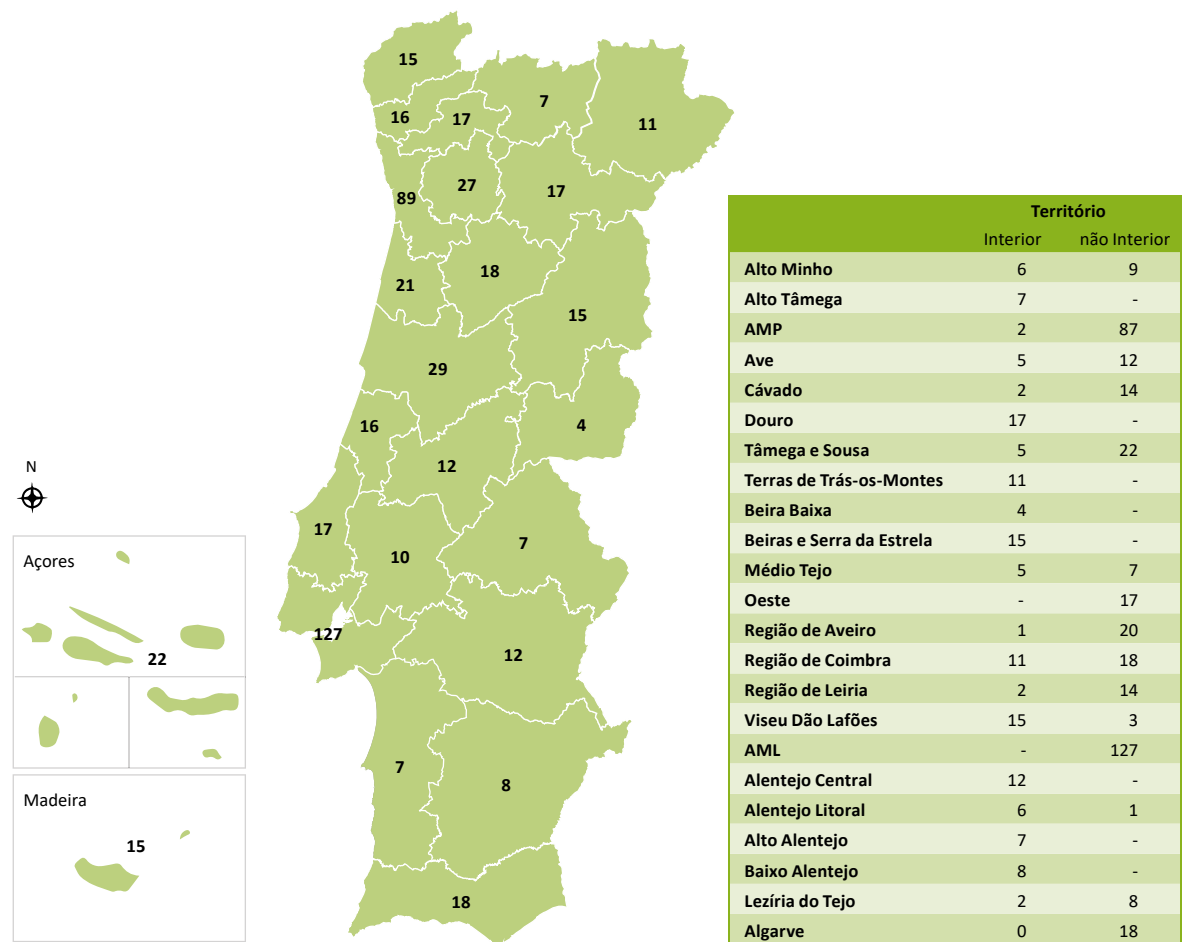 15
7
16
17
11
27
17
89
18
21
15
29
16
4
12
N
17
7
10
Açores
127
22
12
7
8
Madeira
15
18
Território
Interior não Interior
Alto Minho 6 9
Alto Tâmega 7 -
AMP 2 87
Ave 5 12
Cávado 2 14
Douro 17 -
Tâmega e Sousa 5 22
Terras de Trás-os-Montes 11 -
Beira Baixa 4 -
Beiras e Serra da Estrela 15 -
Médio Tejo 5 7
Oeste - 17
Região de Aveiro 1 20
Região de Coimbra 11 18
Região de Leiria 2 14
Viseu Dão Lafões 15 3
AML - 127
Alentejo Central 12 -
Alentejo Litoral 6 1
Alto Alentejo 7 -
Baixo Alentejo 8 -
Lezíria do Tejo 2 8
Algarve 0 18